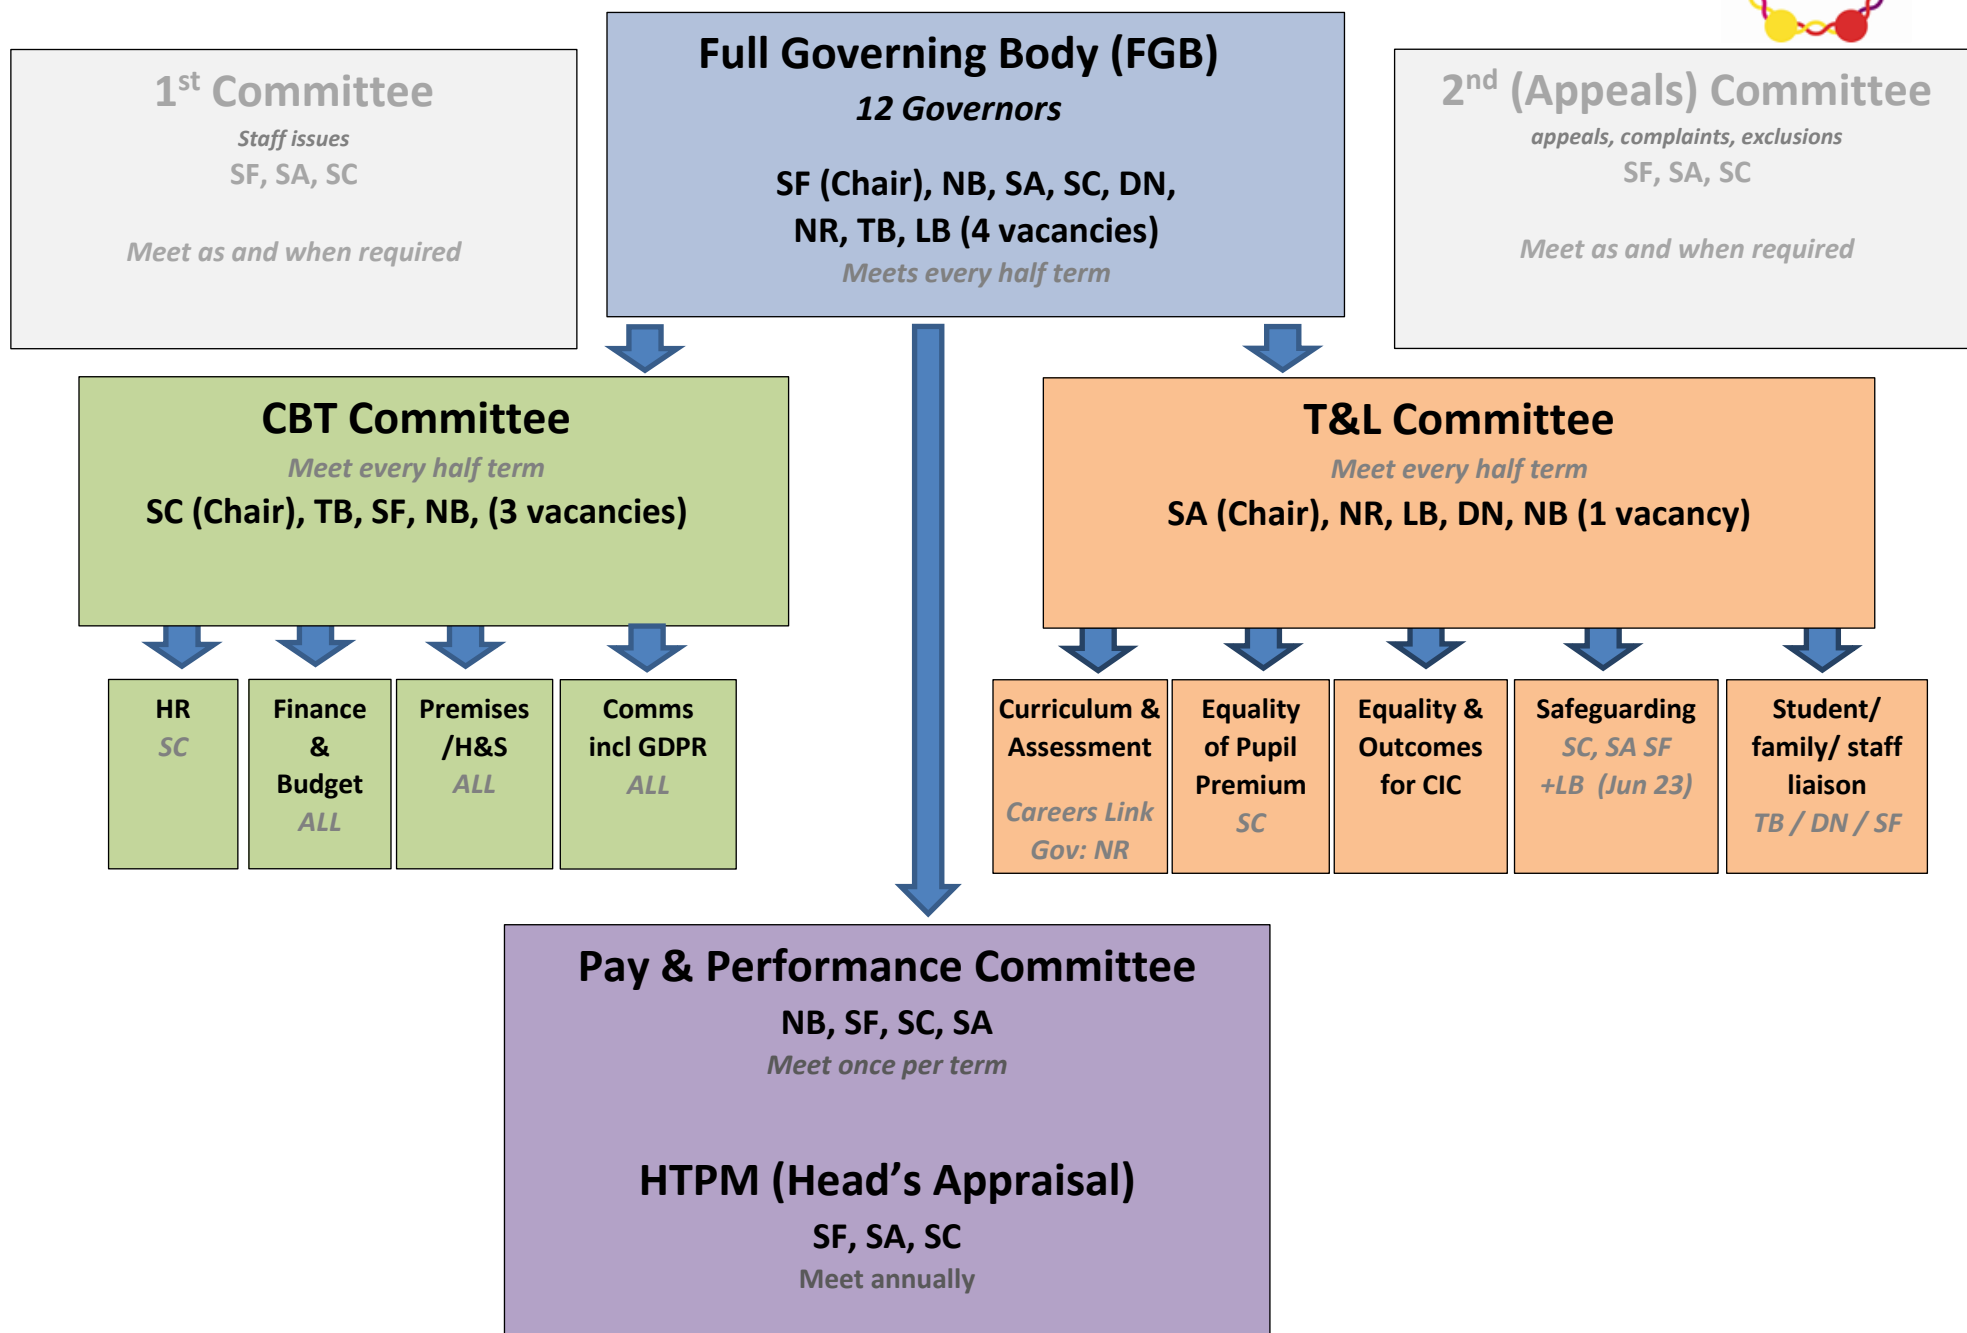 Full Governing Body (FGB)
12 Governors
SF (Chair), NB, SA, SC, DN,
NR, TB, LB (4 vacancies)
Meets every half term
1st Committee
Staff issues
SF, SA, SC
Meet as and when required
2nd (Appeals) Committee
appeals, complaints, exclusions
SF, SA, SC
Meet as and when required
CBT Committee
Meet every half term
SC (Chair), TB, SF, NB, (3 vacancies)
T&L Committee
Meet every half term
SA (Chair), NR, LB, DN, NB (1 vacancy)
HR
SC
Finance
&
Budget
ALL
Premises
/H&S
ALL
Comms
incl GDPR
ALL
Curriculum &
Assessment
Careers Link
Gov: NR
Equality
of Pupil
Premium
SC
Equality &
Outcomes
for CIC
Safeguarding
SC, SA SF
+LB (Jun 23)
Student/
family/ staff
liaison
TB / DN / SF
Pay & Performance Committee
NB, SF, SC, SA
Meet once per term
HTPM (Head’s Appraisal)
SF, SA, SC
Meet annually